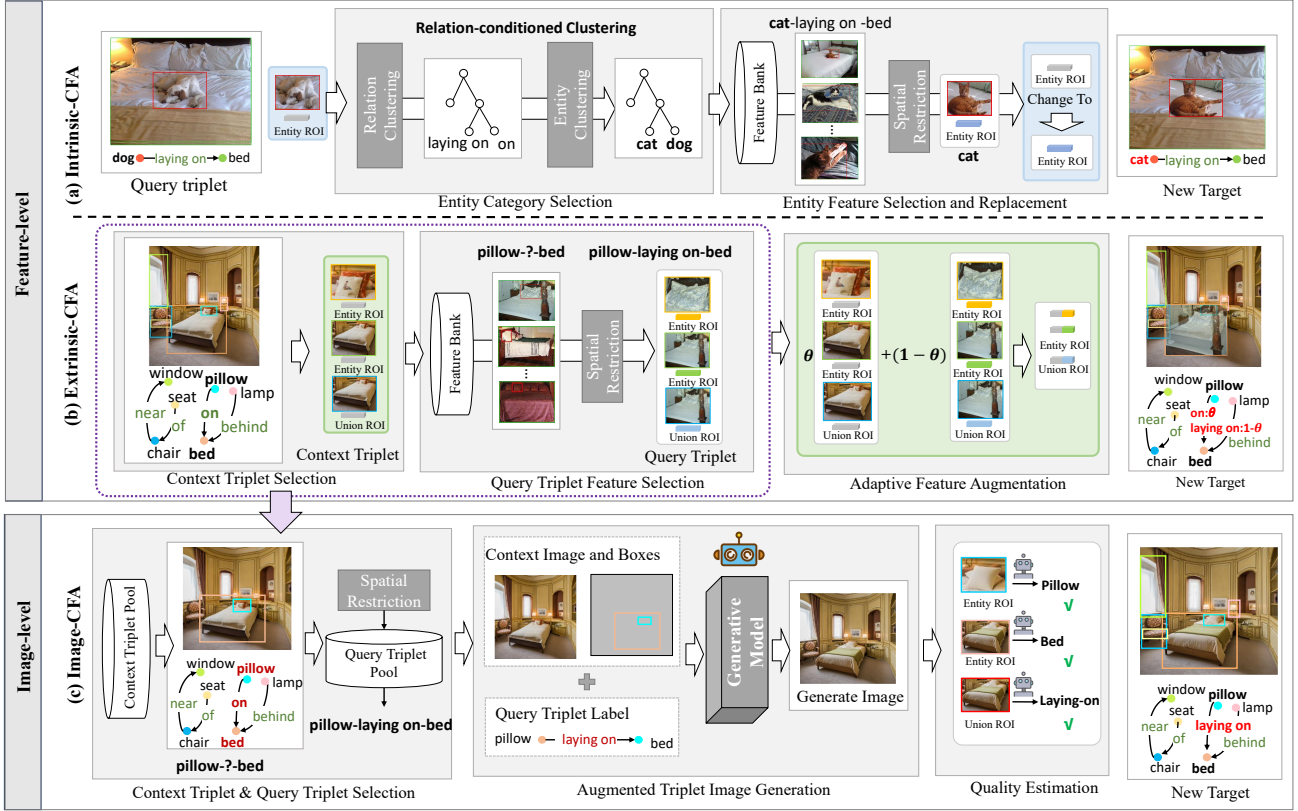 Feature-level
(a) Intrinsic-CFA
dog
laying on
bed
Query triplet
Entity ROI
Relation-conditioned Clustering
Relation
Clustering
laying on
on
Entity
Clustering
cat
dog
Entity Category Selection
Feature Bank
cat-laying on -bed
Spatial
Restriction
Entity ROI
cat
Entity ROI
Change To
Entity ROI
Entity Feature Selection and Replacement
cat
laying on
bed
New Target
(b) Extrinsic-CFA
window
pillow
seat
lamp
near
of
on
behind
chair
bed
Context Triplet Selection
Entity ROI
Entity ROI
Union ROI
Context Triplet
Feature Bank
pillow-?-bed
Spatial
Restriction
pillow-laying on-bed
Entity ROI
Entity ROI
Union ROI
Query Triplet
Query Triplet Feature Selection
θ
Entity ROI
Entity ROI
Union ROI
+(1 − θ)
Entity ROI
Entity ROI
Union ROI
Entity ROI
Union ROI
Adaptive Feature Augmentation
window
pillow
seat
lamp
on:θ
near
of
laying on:1-θ
behind
chair
bed
New Target
Image-level
(c) Image-CFA
Context Triplet Pool
window
pillow
seat
lamp
near
of
on
behind
chair
bed
pillow-?-bed
Spatial
Restriction
Query Triplet
Pool
pillow-laying on-bed
Context Triplet & Query Triplet Selection
Context Image and Boxes
Query Triplet Label
pillow
laying on
bed
Generative
Model
Generate Image
Augmented Triplet Image Generation
Entity ROI
Pillow
√
Entity ROI
Bed
√
Union ROI
Laying-on
√
Quality Estimation
window
pillow
seat
lamp
near
of
laying on
behind
chair
bed
New Target